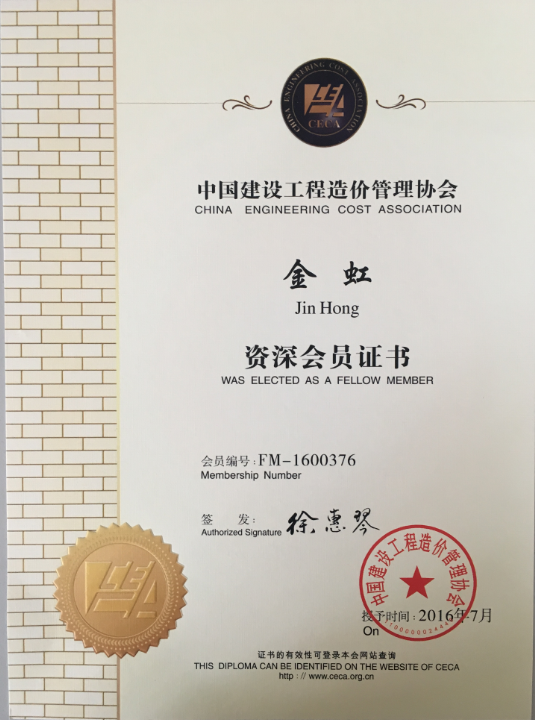 CHINA ENGINEERING COST ASSOCIATION
CECA
中国建设工程造价管理协会
CHINA ENGINEERING COST ASSOCIATION
金虹
Jin Hong
资深会员证书
WAS ELECTED AS A FELLOW MEMBER
会员编号:FM-1600376
Membership Number
签 发:
Authorized Signature 徐惠琴
中国建设工程造价管理协会
授予时间:2016年7月
On
证书的有效性可登录本会网站查询
THIS DIPLOMA CAN BE IDENTIFIED ON THE WEBSITE OF CECA
http://www.ceca.org.cn